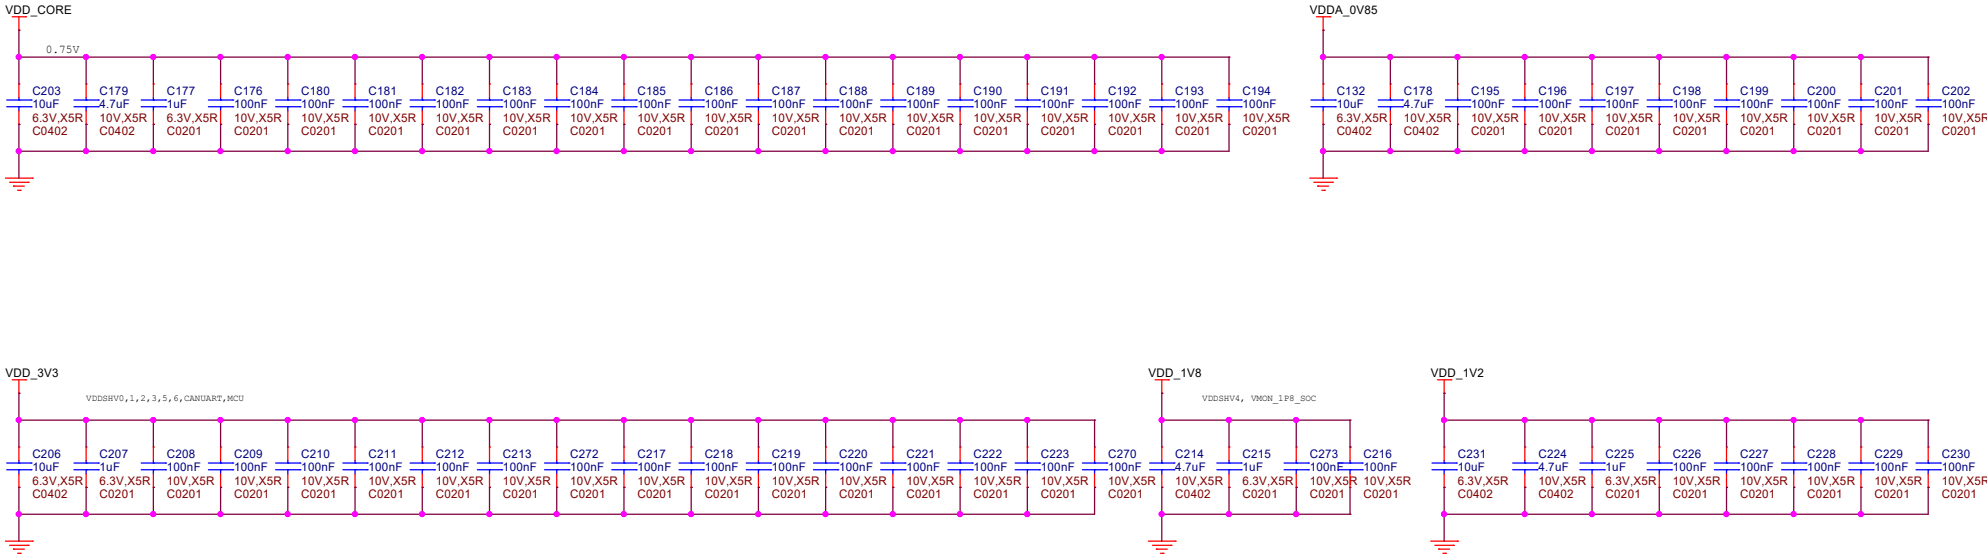 VDD_CORE
VDDA_0V85
0.75V
C203 C179 C177 C176 C180 C181 C182 C183 C184 C185 C186 C187 C188 C189 C190 C191 C192 C193 C194 C132 C178 C195 C196 C197 C198 C199 C200 C201 C202
10uF 4.7uF 1uF 100nF 100nF 100nF 100nF 100nF 100nF 100nF 100nF 100nF 100nF 100nF 100nF 100nF 100nF 100nF 100nF 10uF 4.7uF 100nF 100nF 100nF 100nF 100nF 100nF 100nF 100nF
6.3V,X5R 10V,X5R 6.3V,X5R 10V,X5R 10V,X5R 10V,X5R 10V,X5R 10V,X5R 10V,X5R 10V,X5R 10V,X5R 10V,X5R 10V,X5R 10V,X5R 10V,X5R 10V,X5R 10V,X5R 10V,X5R 10V,X5R 6.3V,X5R 10V,X5R 10V,X5R 10V,X5R 10V,X5R 10V,X5R 10V,X5R 10V,X5R 10V,X5R 10V,X5R
C0402 C0402 C0201 C0201 C0201 C0201 C0201 C0201 C0201 C0201 C0201 C0201 C0201 C0201 C0201 C0201 C0201 C0201 C0201 C0402 C0402 C0201 C0201 C0201 C0201 C0201 C0201 C0201 C0201
VDD_3V3
VDD_1V8
VDD_1V2
VDDSHV0,1,2,3,5,6,CANUART,MCU
VDDSHV4, VMON_1P8_SOC
C206 C207 C208 C209 C210 C211 C212 C213 C272 C217 C218 C219 C220 C221 C222 C223 C270 C214 C215 C273 C216 C231 C224 C225 C226 C227 C228 C229 C230
10uF 1uF 100nF 100nF 100nF 100nF 100nF 100nF 100nF 100nF 100nF 100nF 100nF 100nF 100nF 100nF 100nF 4.7uF 1uF 100nF 100nF 10uF 4.7uF 1uF 100nF 100nF 100nF 100nF 100nF
6.3V,X5R 6.3V,X5R 10V,X5R 10V,X5R 10V,X5R 10V,X5R 10V,X5R 10V,X5R 10V,X5R 10V,X5R 10V,X5R 10V,X5R 10V,X5R 10V,X5R 10V,X5R 10V,X5R 10V,X5R 10V,X5R 6.3V,X5R 10V,X5R 10V,X5R 6.3V,X5R 10V,X5R 6.3V,X5R 10V,X5R 10V,X5R 10V,X5R 10V,X5R 10V,X5R
C0402 C0201 C0201 C0201 C0201 C0201 C0201 C0201 C0201 C0201 C0201 C0201 C0201 C0201 C0201 C0201 C0201 C0402 C0201 C0201 C0201 C0402 C0402 C0201 C0201 C0201 C0201 C0201 C0201